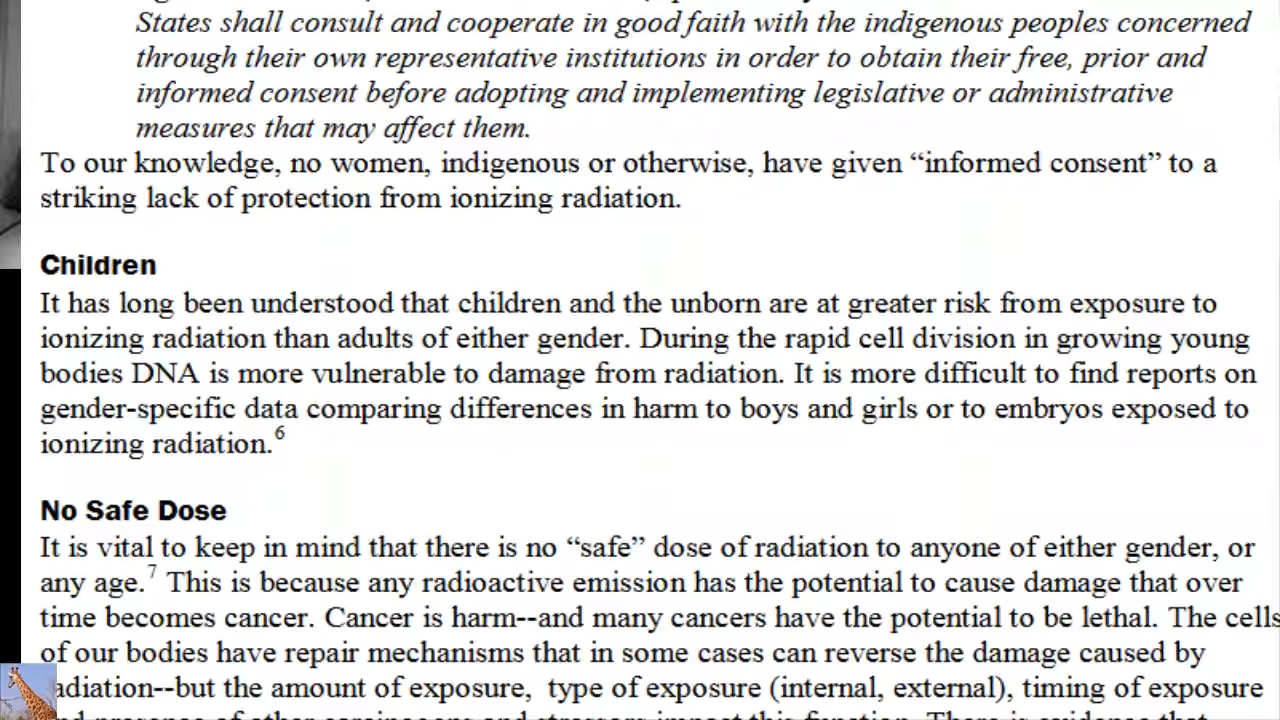 States shall consult and cooperate in good faith with the indigenous peoples concerned
through their own representative institutions in order to obtain their free, prior and
informed consent before adopting and implementing legislative or administrative
measures that may affect them.
To our knowledge, no women, indigenous or otherwise, have given “informed consent” to a
striking lack of protection from ionizing radiation.
Children
It has long been understood that children and the unborn are at greater risk from exposure to
ionizing radiation than adults of either gender. During the rapid cell division in growing young
bodies DNA is more vulnerable to damage from radiation. It is more difficult to find reports on
gender-specific data comparing differences in harm to boys and girls or to embryos exposed to
ionizing radiation.6
No Safe Dose
It is vital to keep in mind that there is no “safe” dose of radiation to anyone of either gender, or
any age.7 This is because any radioactive emission has the potential to cause damage that over
time becomes cancer. Cancer is harm--and many cancers have the potential to be lethal. The cells
of our bodies have repair mechanisms that in some cases can reverse the damage caused by
adiation--but the amount of exposure,  type of exposure (internal, external), timing of exposure